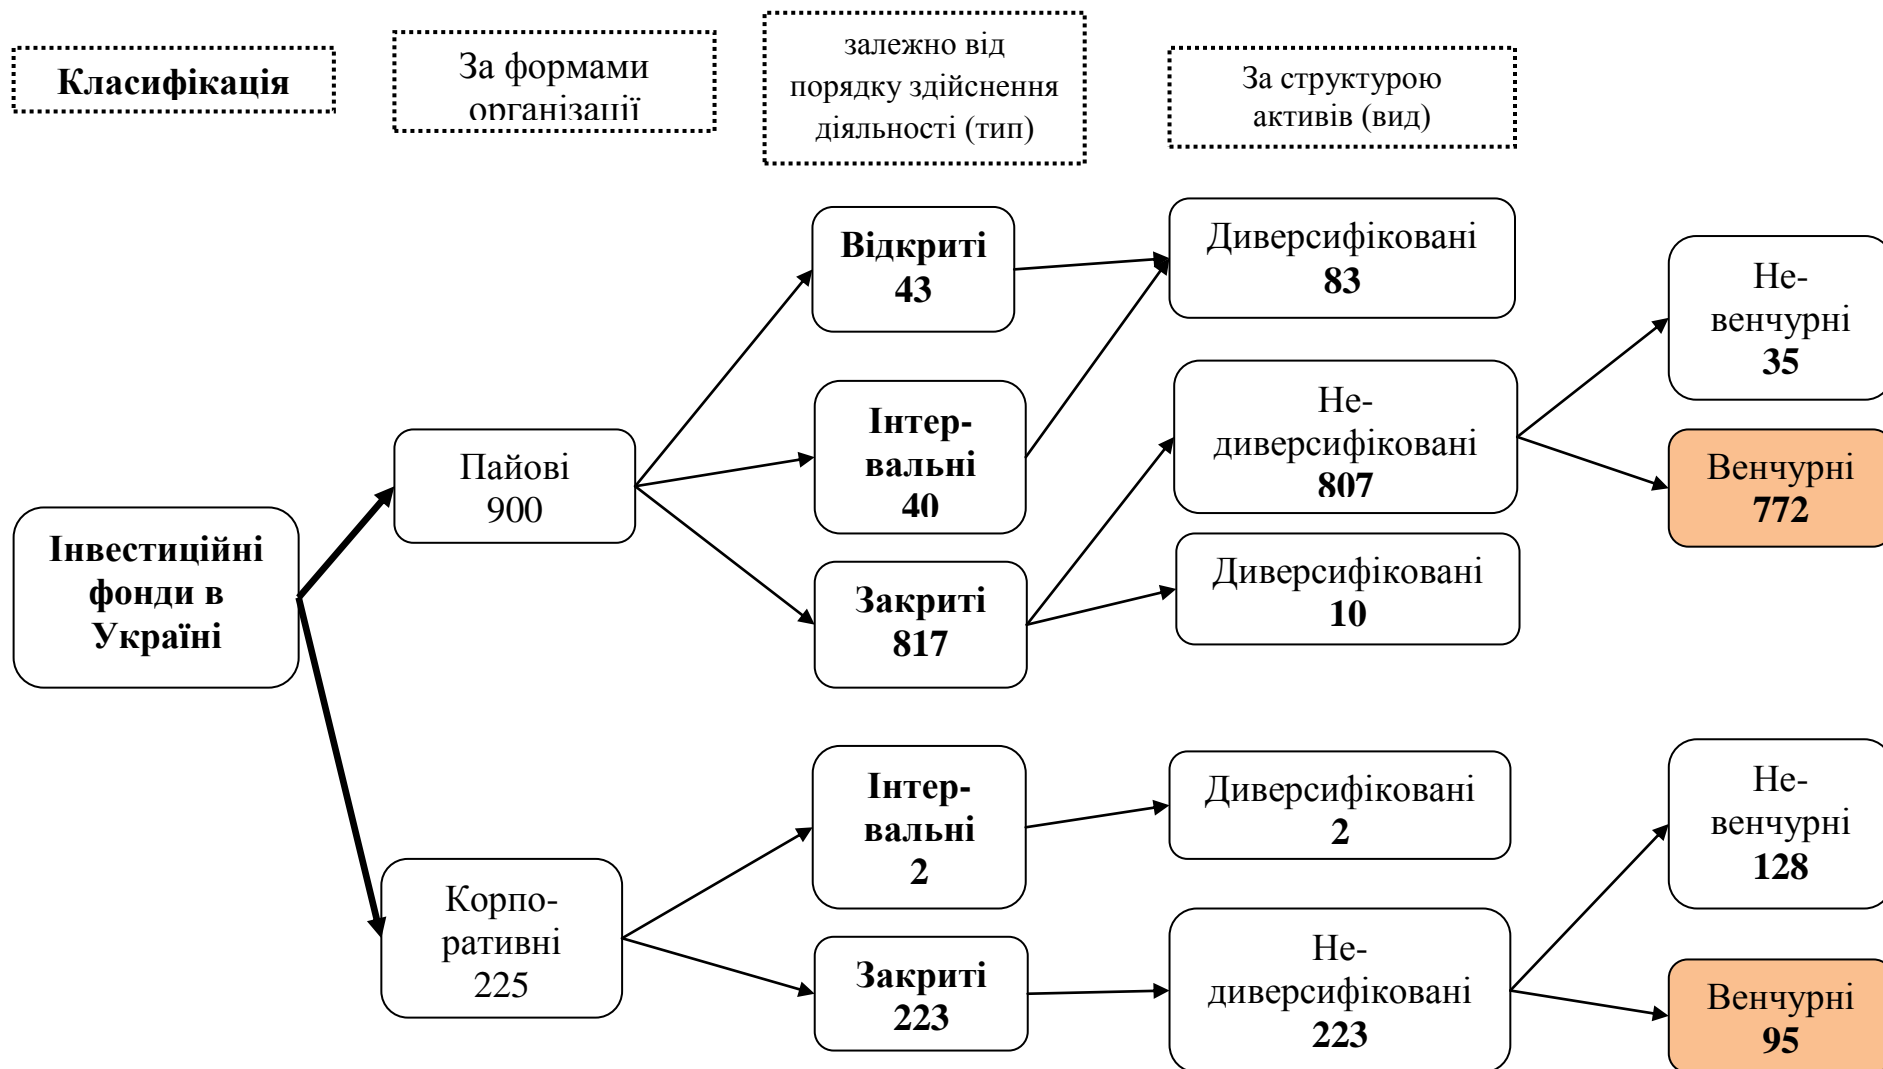 Класифікація
За формами
організації
залежно від
порядку здійснення
діяльності (тип)
За структурою
активів (вид)
Інвестиційні
фонди в
Україні
Пайові
900
Відкриті
43
Інтер-
вальні
40
Закриті
817
Диверсифіковані
83
Не-
диверсифіковані
807
Диверсифіковані
10
Не-
венчурні
35
Венчурні
772
Корпо-
ративні
225
Інтер-
вальні
2
Закриті
223
Диверсифіковані
2
Не-
диверсифіковані
223
Не-
венчурні
128
Венчурні
95